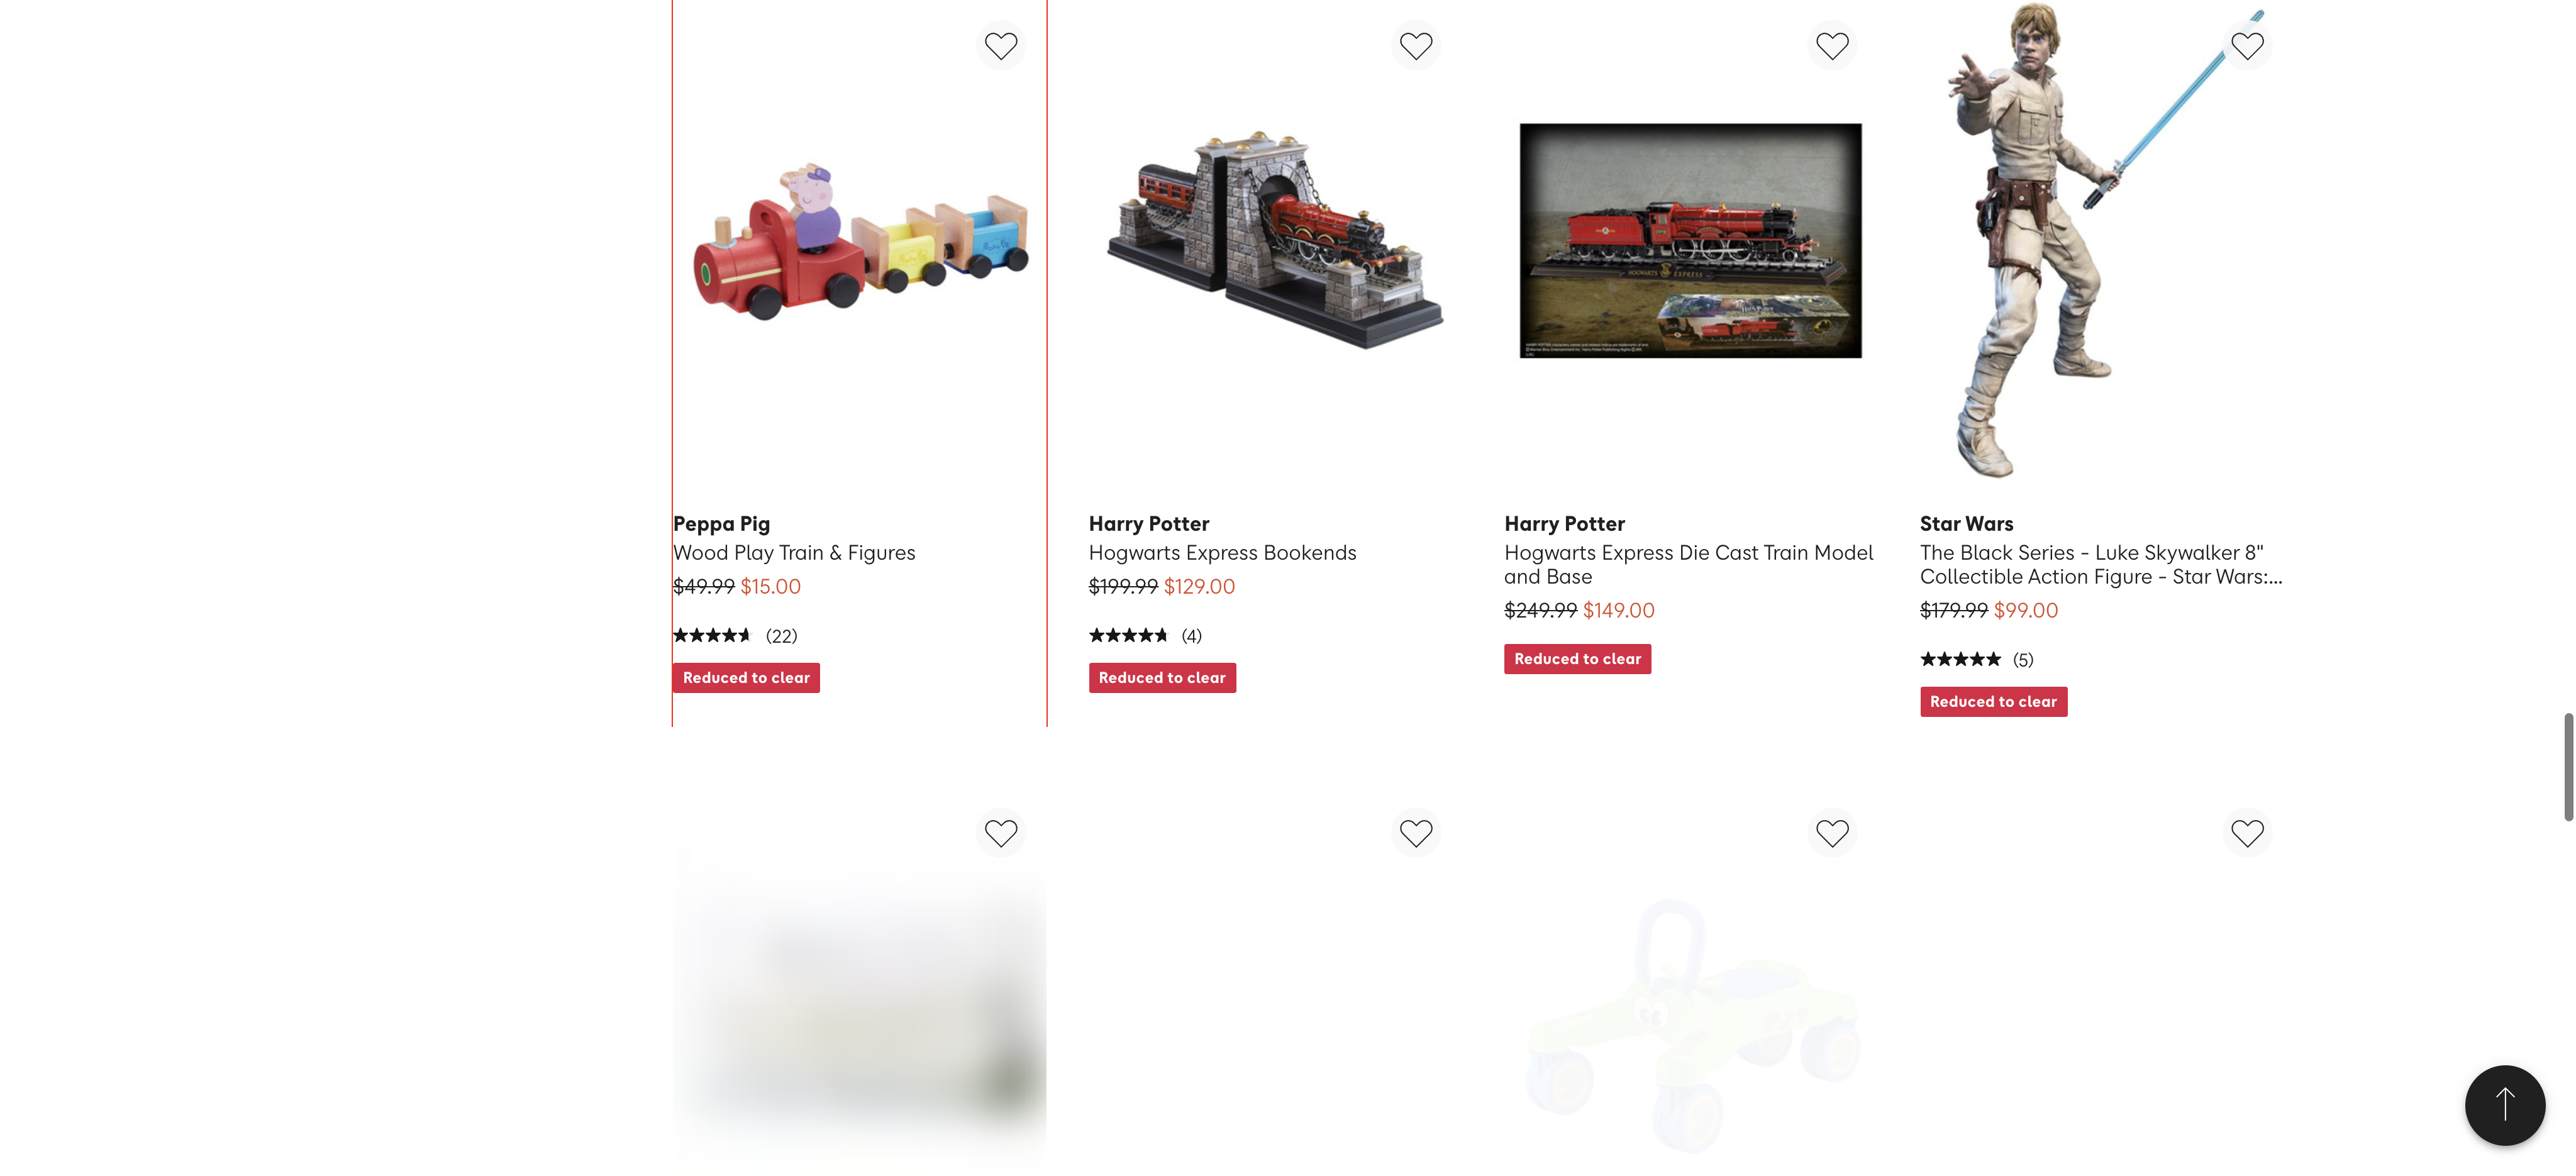 HOGWARTS EXPRESS
Peppa Pig
Wood Play Train & Figures
$49.99 $15.00
(22)
Reduced to clear
Harry Potter
Hogwarts Express Bookends
$199.99 $129.00
(4)
Reduced to clear
Harry Potter
Hogwarts Express Die Cast Train Model
and Base
$249.99 $149.00
Reduced to clear
Star Wars
The Black Series - Luke Skywalker 8"
Collectible Action Figure - Star Wars:...
$179.99 $99.00
(5)
Reduced to clear